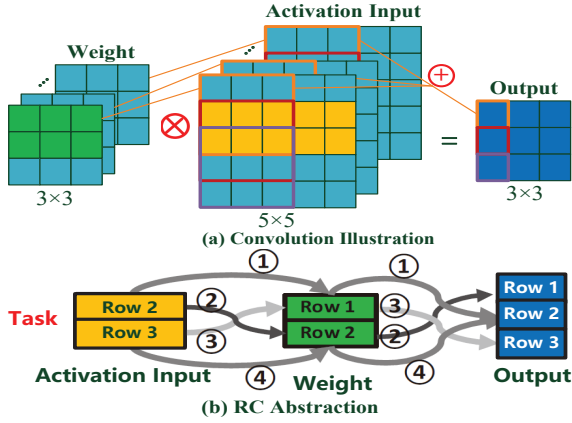 Activation Input
Weight
Output
3×3
=
3×3
5×5
(a) Convolution Illustration
① ①
Row 2 ② Row 1 ③ Row 1
Task Row 2
Row 3 ③ Row 2 ② Row 3
④ ④
Activation Input Weight Output
(b) RC Abstraction